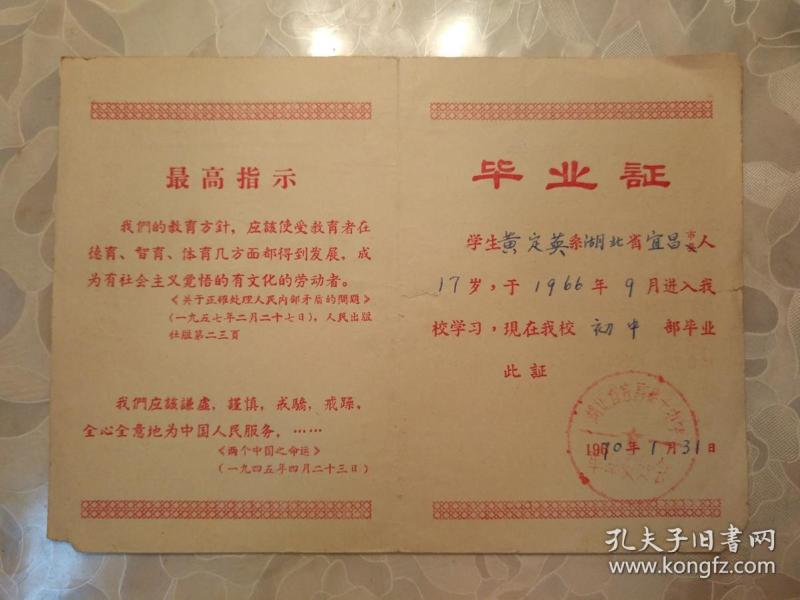 最高指示
我們的教育方針，应該使受教育者在
德育、智育、体育几方面都得到发展，成
为有社会主义覚悟的有文化的劳动者。
《关于正确处理人民内部矛盾的問題》
（一九五七年二月二十七日），人民出版
社版第二三頁
我們应該謙虛，謹慎，戒驕，戒躁，
全心全意地为中国人民服务，……
《两个中国之命运》
（一九四五年四月二十三日）
毕业証
学生黄定英系湖北省宜昌市人
17岁，于1966年9月进入我
校学习，現在我校初中部毕业
此証
1970年1月31日
孔夫子旧书网
kongfz.com